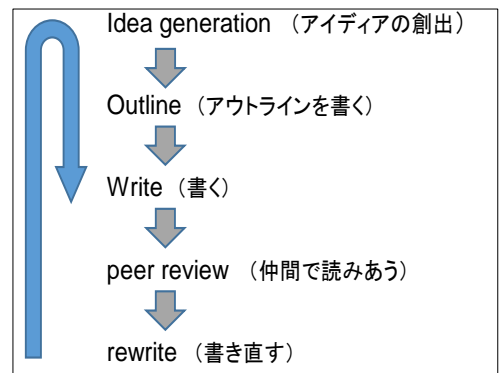 Idea generation （アイディアの創出）
Outline （アウトラインを書く）
Write （書く）
peer review （仲間で読みあう）
rewrite （書き直す）